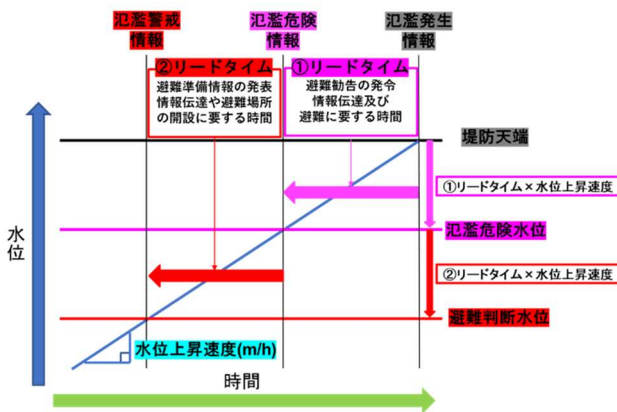 氾濫警戒
情報
氾濫危険
情報
氾濫発生
情報
②リードタイム
避難準備情報の発表
情報伝達や避難場所
の開設に要する時間
①リードタイム
避難勧告の発令
情報伝達及び
避難に要する時間
堤防天端
①リードタイム×水位上昇速度
氾濫危険水位
②リードタイム×水位上昇速度
避難判断水位
水位
水位上昇速度(m/h)
時間